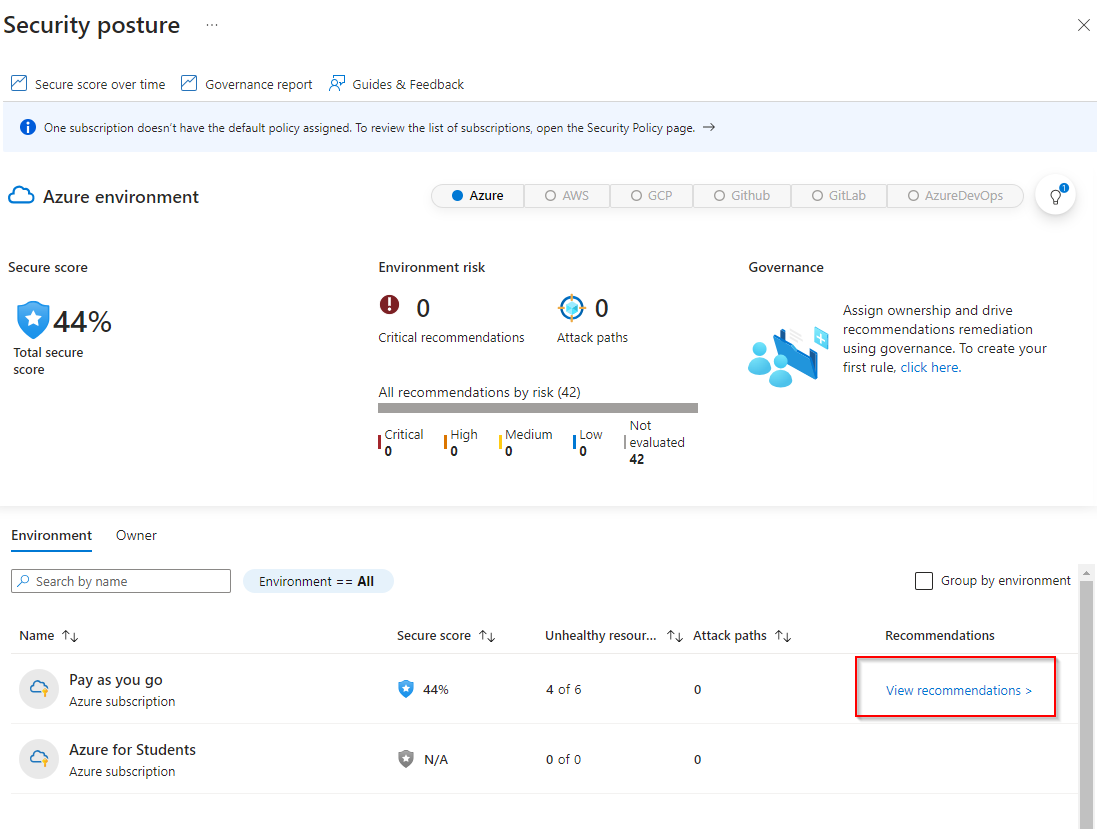 Security posture ...
Secure score over time Governance report Guides & Feedback
One subscription doesn't have the default policy assigned. To review the list of subscriptions, open the Security Policy page. →
Azure environment
Azure AWS GCP Github GitLab AzureDevOps
1
Secure score
44%
Total secure
score
Environment risk
0
Critical recommendations
0
Attack paths
All recommendations by risk (42)
Critical
0
High
0
Medium
0
Low
0
Not
evaluated
42
Governance
Assign ownership and drive
recommendations remediation
using governance. To create your
first rule, click here.
Environment Owner
Search by name
Environment == All
Group by environment
Name ↑↓ Secure score ↑↓ Unhealthy resour... ↑↓ Attack paths ↑↓ Recommendations
Pay as you go
Azure subscription
44% 4 of 6 0 View recommendations >
Azure for Students
Azure subscription
N/A 0 of 0 0